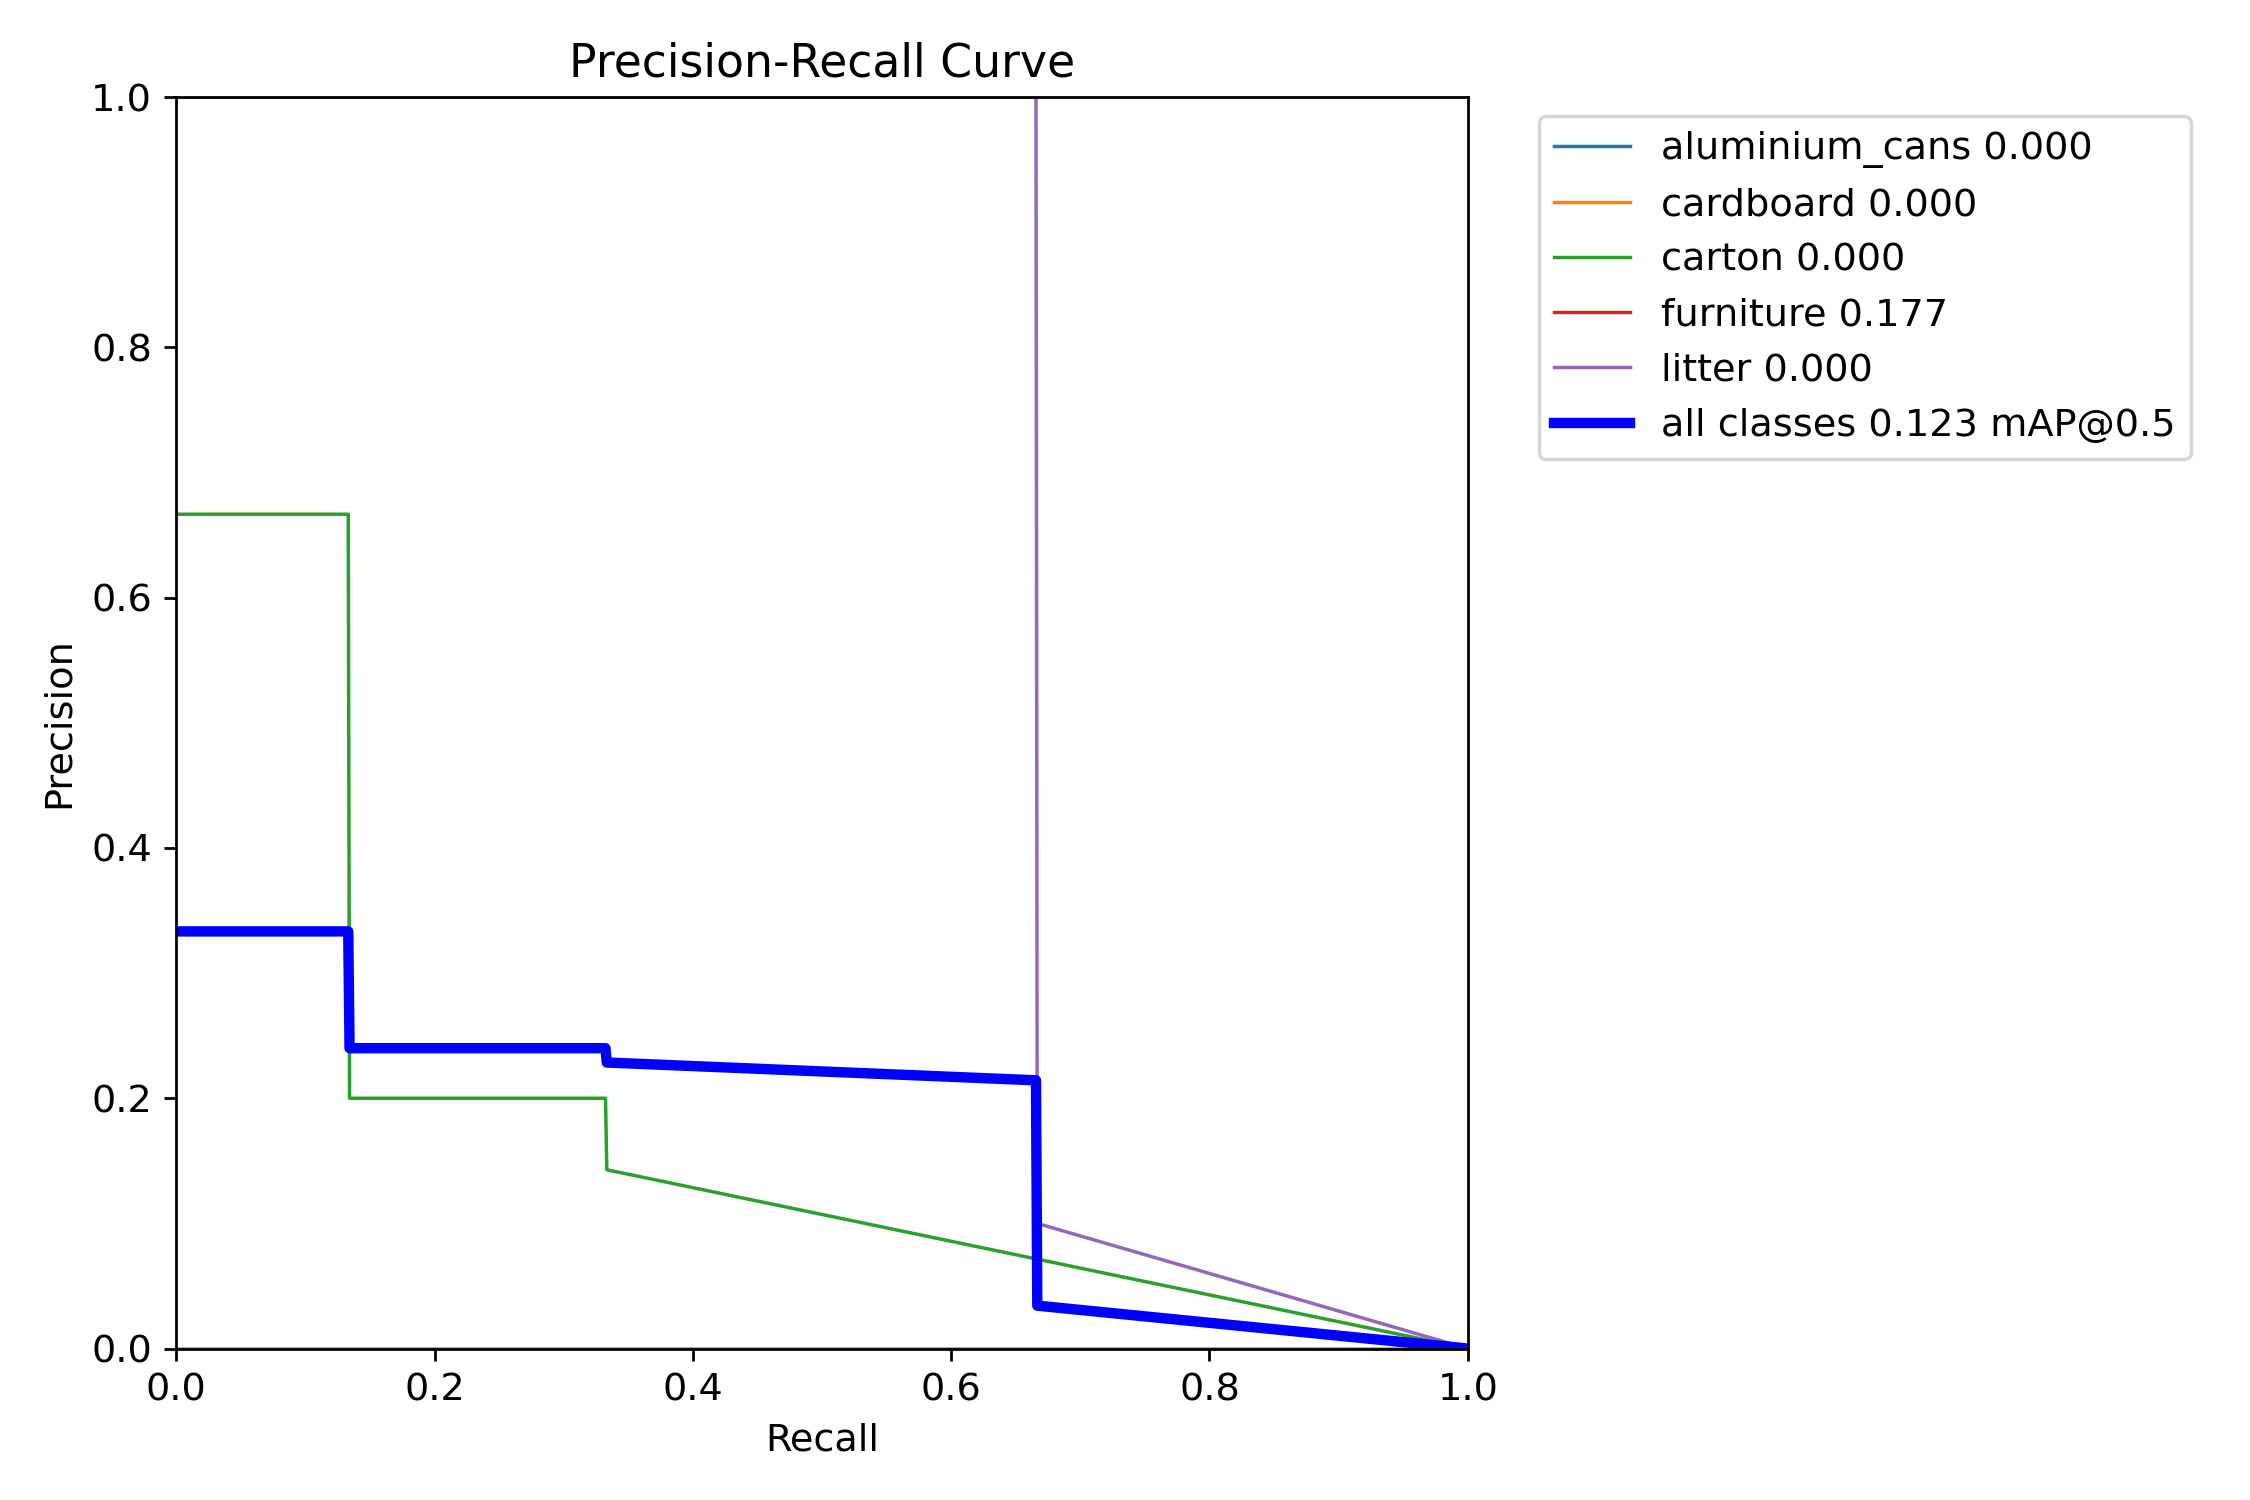 Precision-Recall Curve
1.0
0.8
0.6
0.4
0.2
0.0
Precision
0.0 0.2 0.4 0.6 0.8 1.0
Recall
aluminium_cans 0.000
cardboard 0.000
carton 0.000
furniture 0.177
litter 0.000
all classes 0.123 mAP@0.5